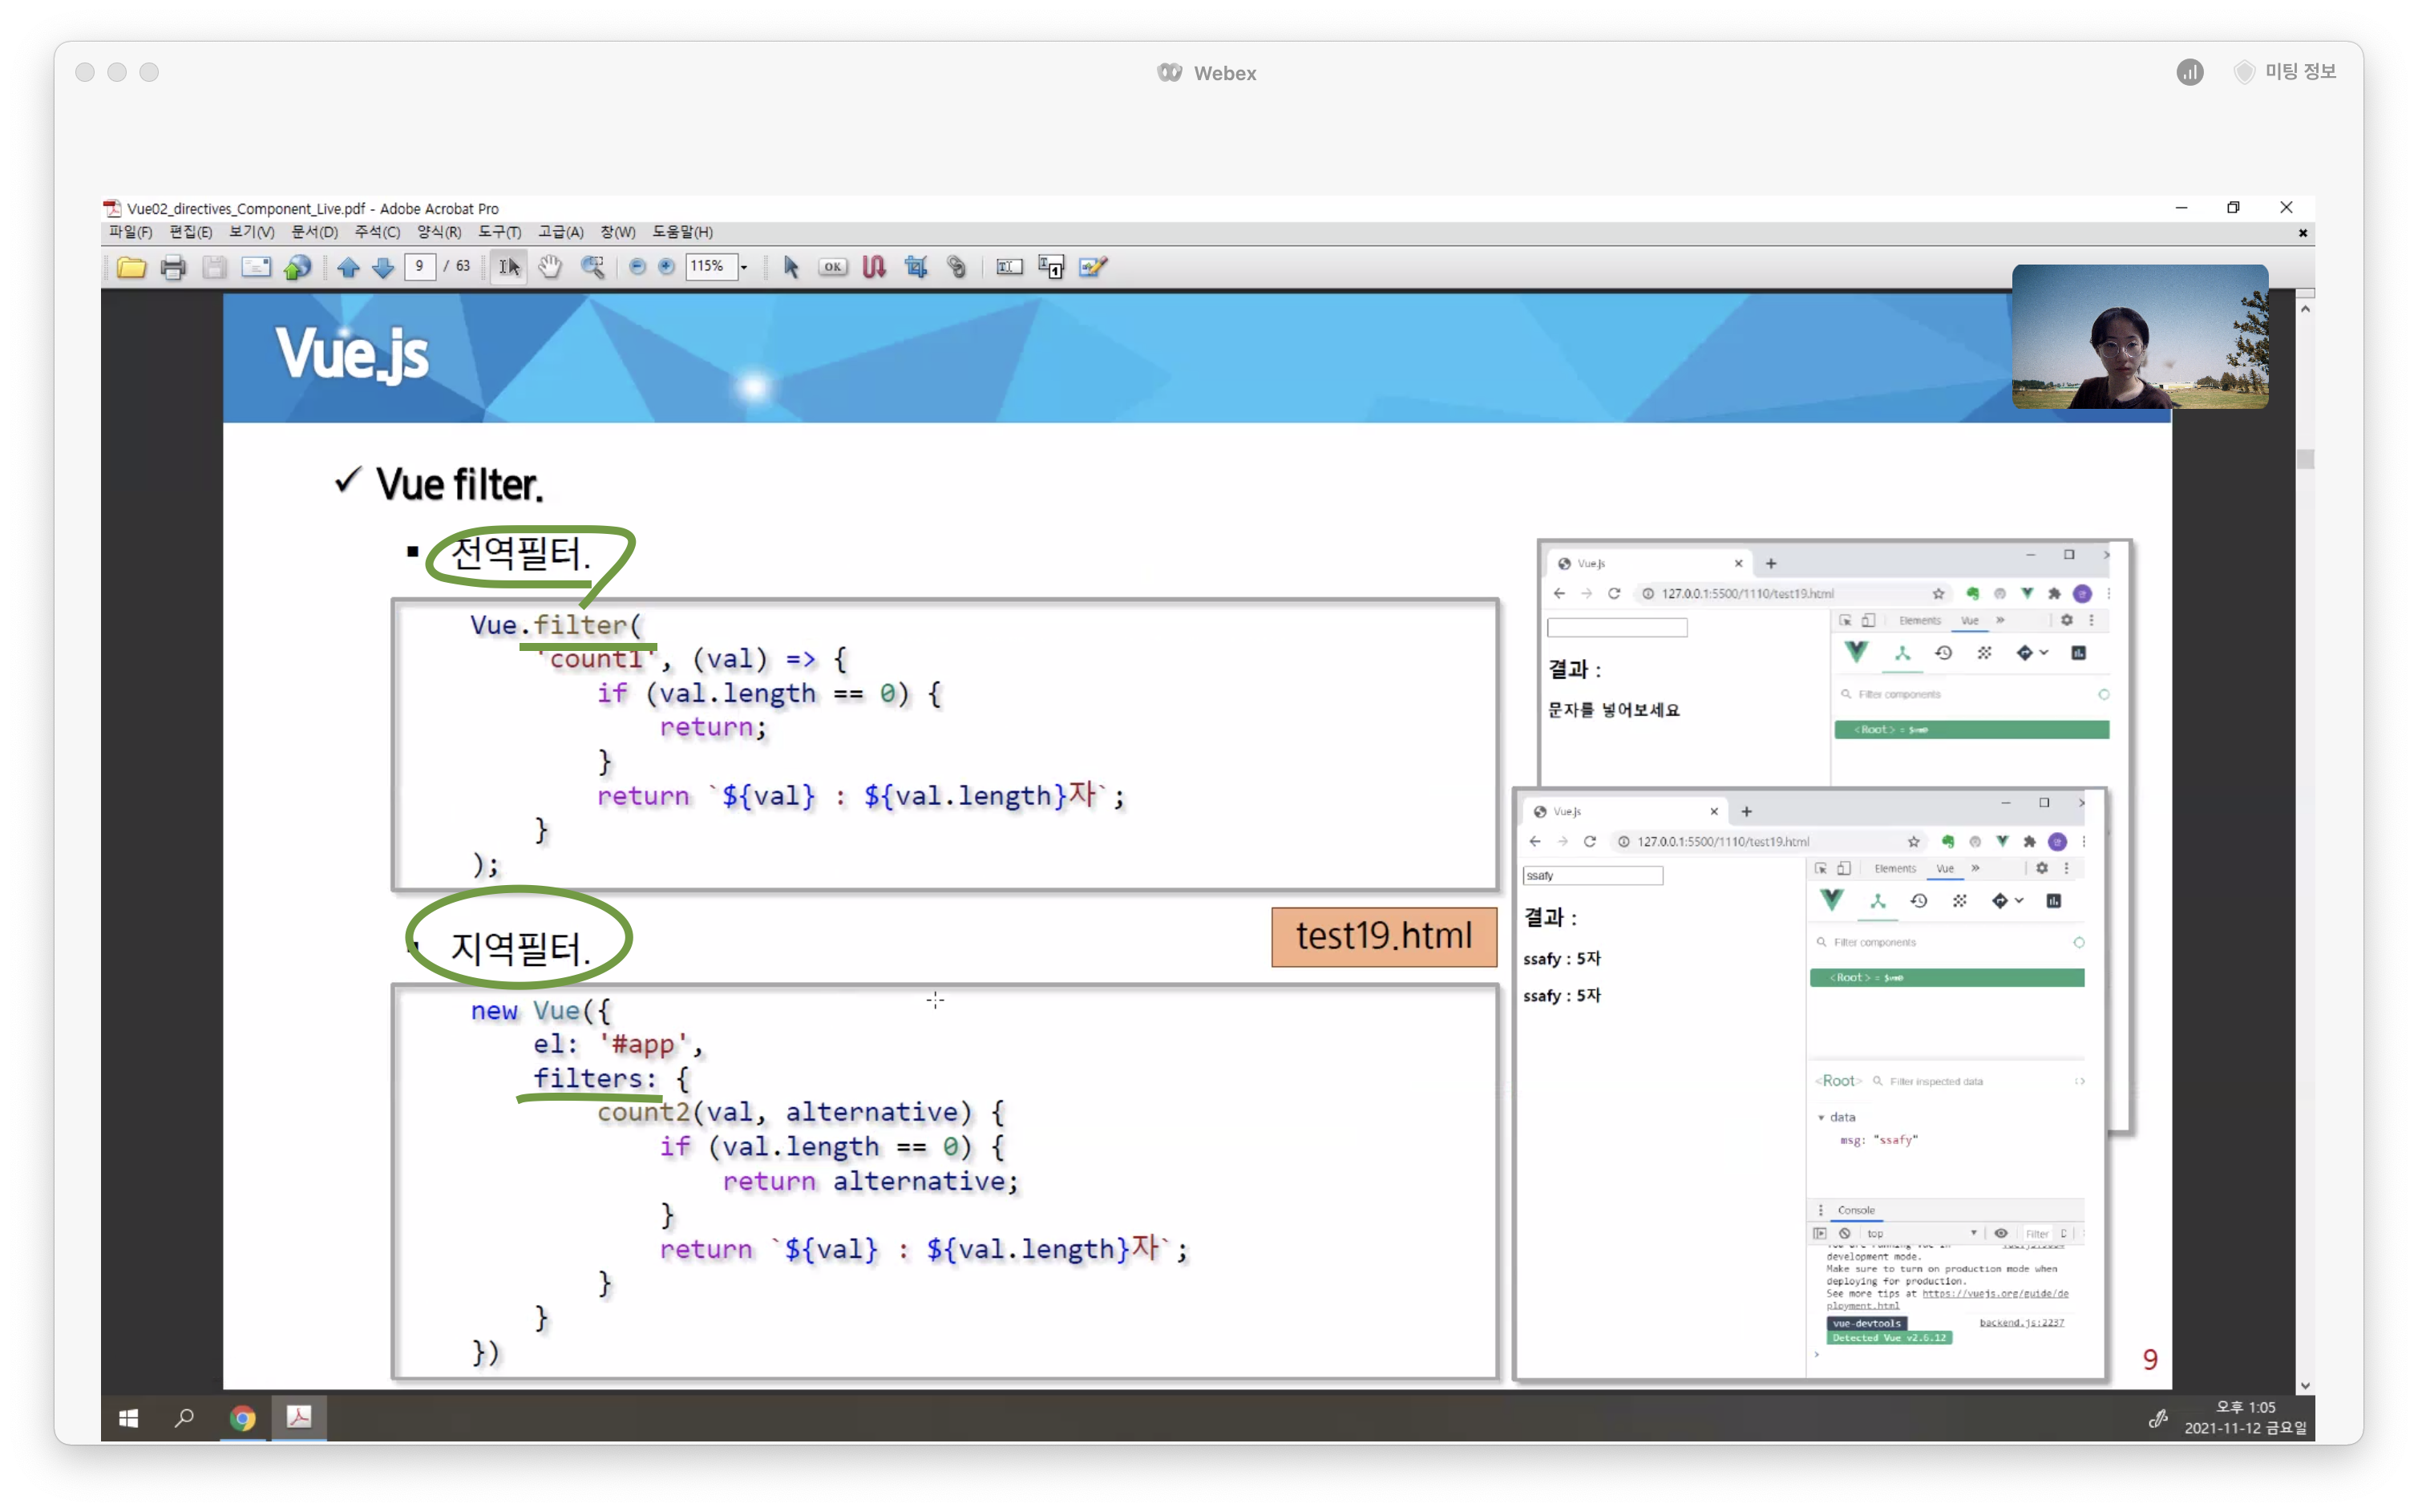 Webex
미팅 정보
Vue02_directives_Component_Live.pdf - Adobe Acrobat Pro
파일(F) 편집(E) 보기(V) 문서(D) 주석(C) 양식(R) 도구(T) 고급(A) 창(W) 도움말(H)
9 / 63 115% OK
Vue.js
✓ Vue filter.
▪ 전역필터.
Vue.filter(
'count1', (val) => {
if (val.length == 0) {
return;
}
return `${val} : ${val.length}자`;
}
);
▪ 지역필터.
test19.html
new Vue({
el: '#app',
filters: {
count2(val, alternative) {
if (val.length == 0) {
return alternative;
}
return `${val} : ${val.length}자`;
}
}
})
Vue.js
127.0.0.1:5500/1110/test19.html
Elements Vue
결과 :
Filter components
문자를 넣어보세요
<Root> = $vm0
Vue.js
127.0.0.1:5500/1110/test19.html
ssafy
Elements Vue
결과 :
Filter components
ssafy : 5자
<Root> = $vm0
ssafy : 5자
<Root> Filter inspected data
data
msg: "ssafy"
Console
top Filter
development mode.
Make sure to turn on production mode when
deploying for production.
See more tips at https://vuejs.org/guide/de
ployment.html
vue-devtools backend.js:2237
Detected Vue v2.6.12
9
오후 1:05
2021-11-12 금요일